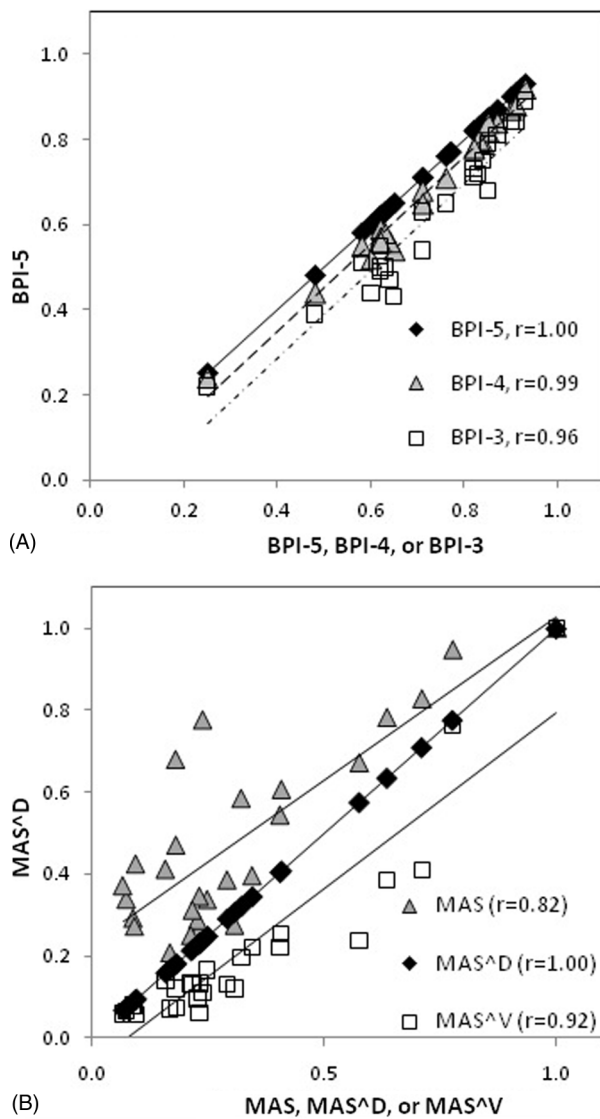 1.0
0.8
0.6
0.4
0.2
0.0
BPI-5
BPI-5, r=1.00
BPI-4, r=0.99
BPI-3, r=0.96
0.0 0.2 0.4 0.6 0.8 1.0
(A)
BPI-5, BPI-4, or BPI-3
1.0
0.8
0.6
0.4
0.2
0.0
MAS^D
MAS (r=0.82)
MAS^D (r=1.00)
MAS^V (r=0.92)
0.0 0.5 1.0
(B)
MAS, MAS^D, or MAS^V